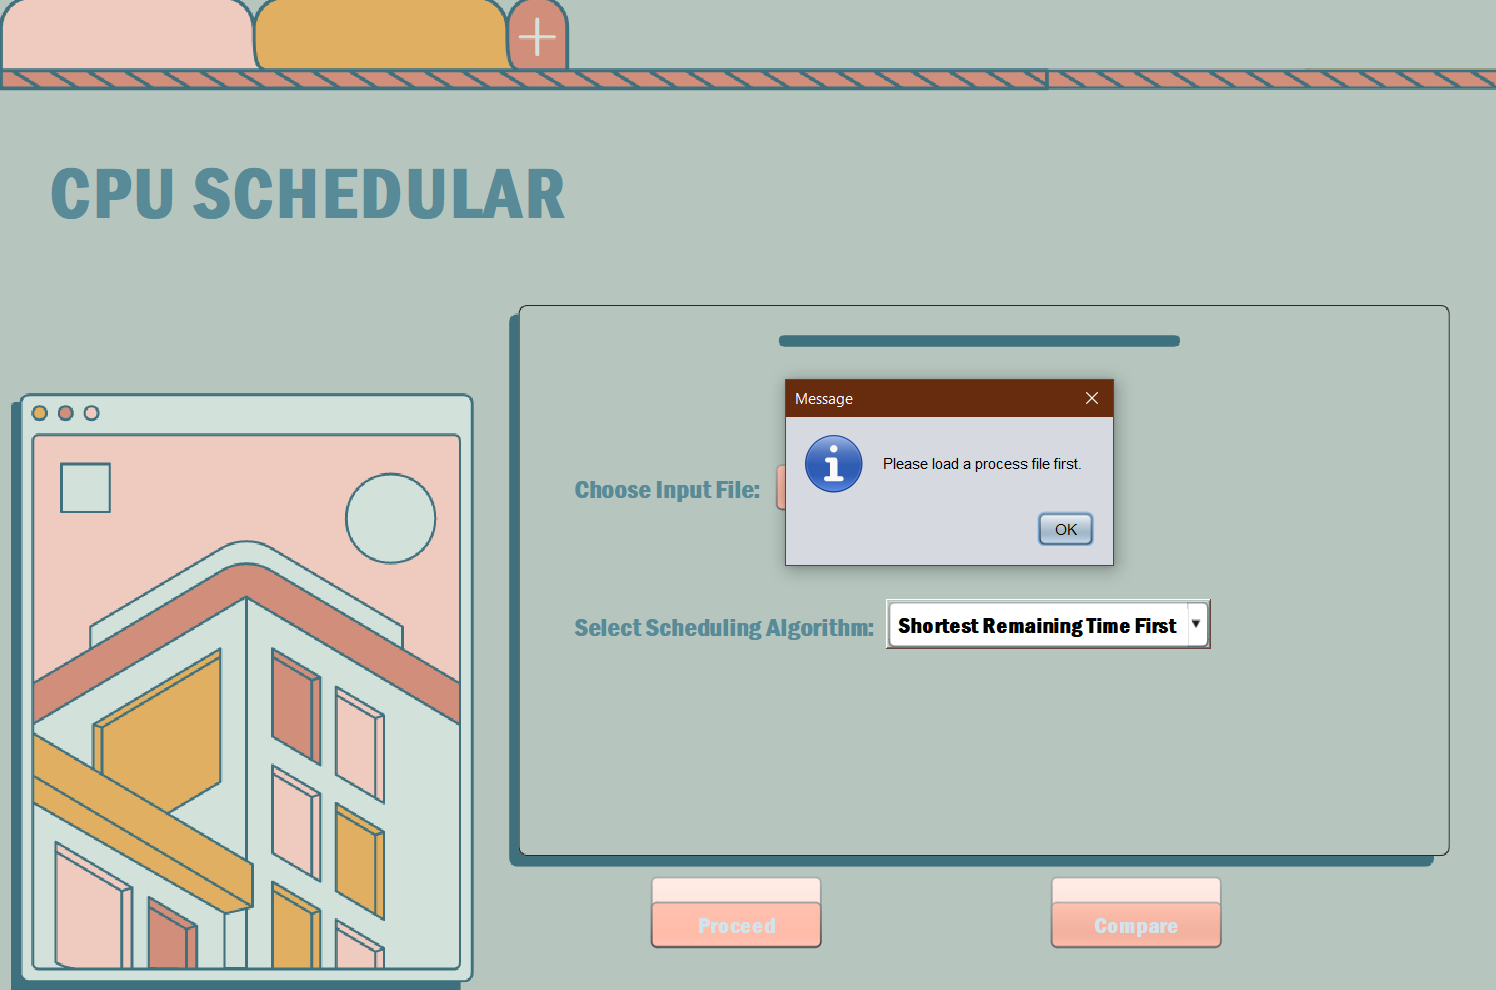 CPU SCHEDULAR
Message
Please load a process file first.
OK
Choose Input File:
Select Scheduling Algorithm: Shortest Remaining Time First
Proceed Compare